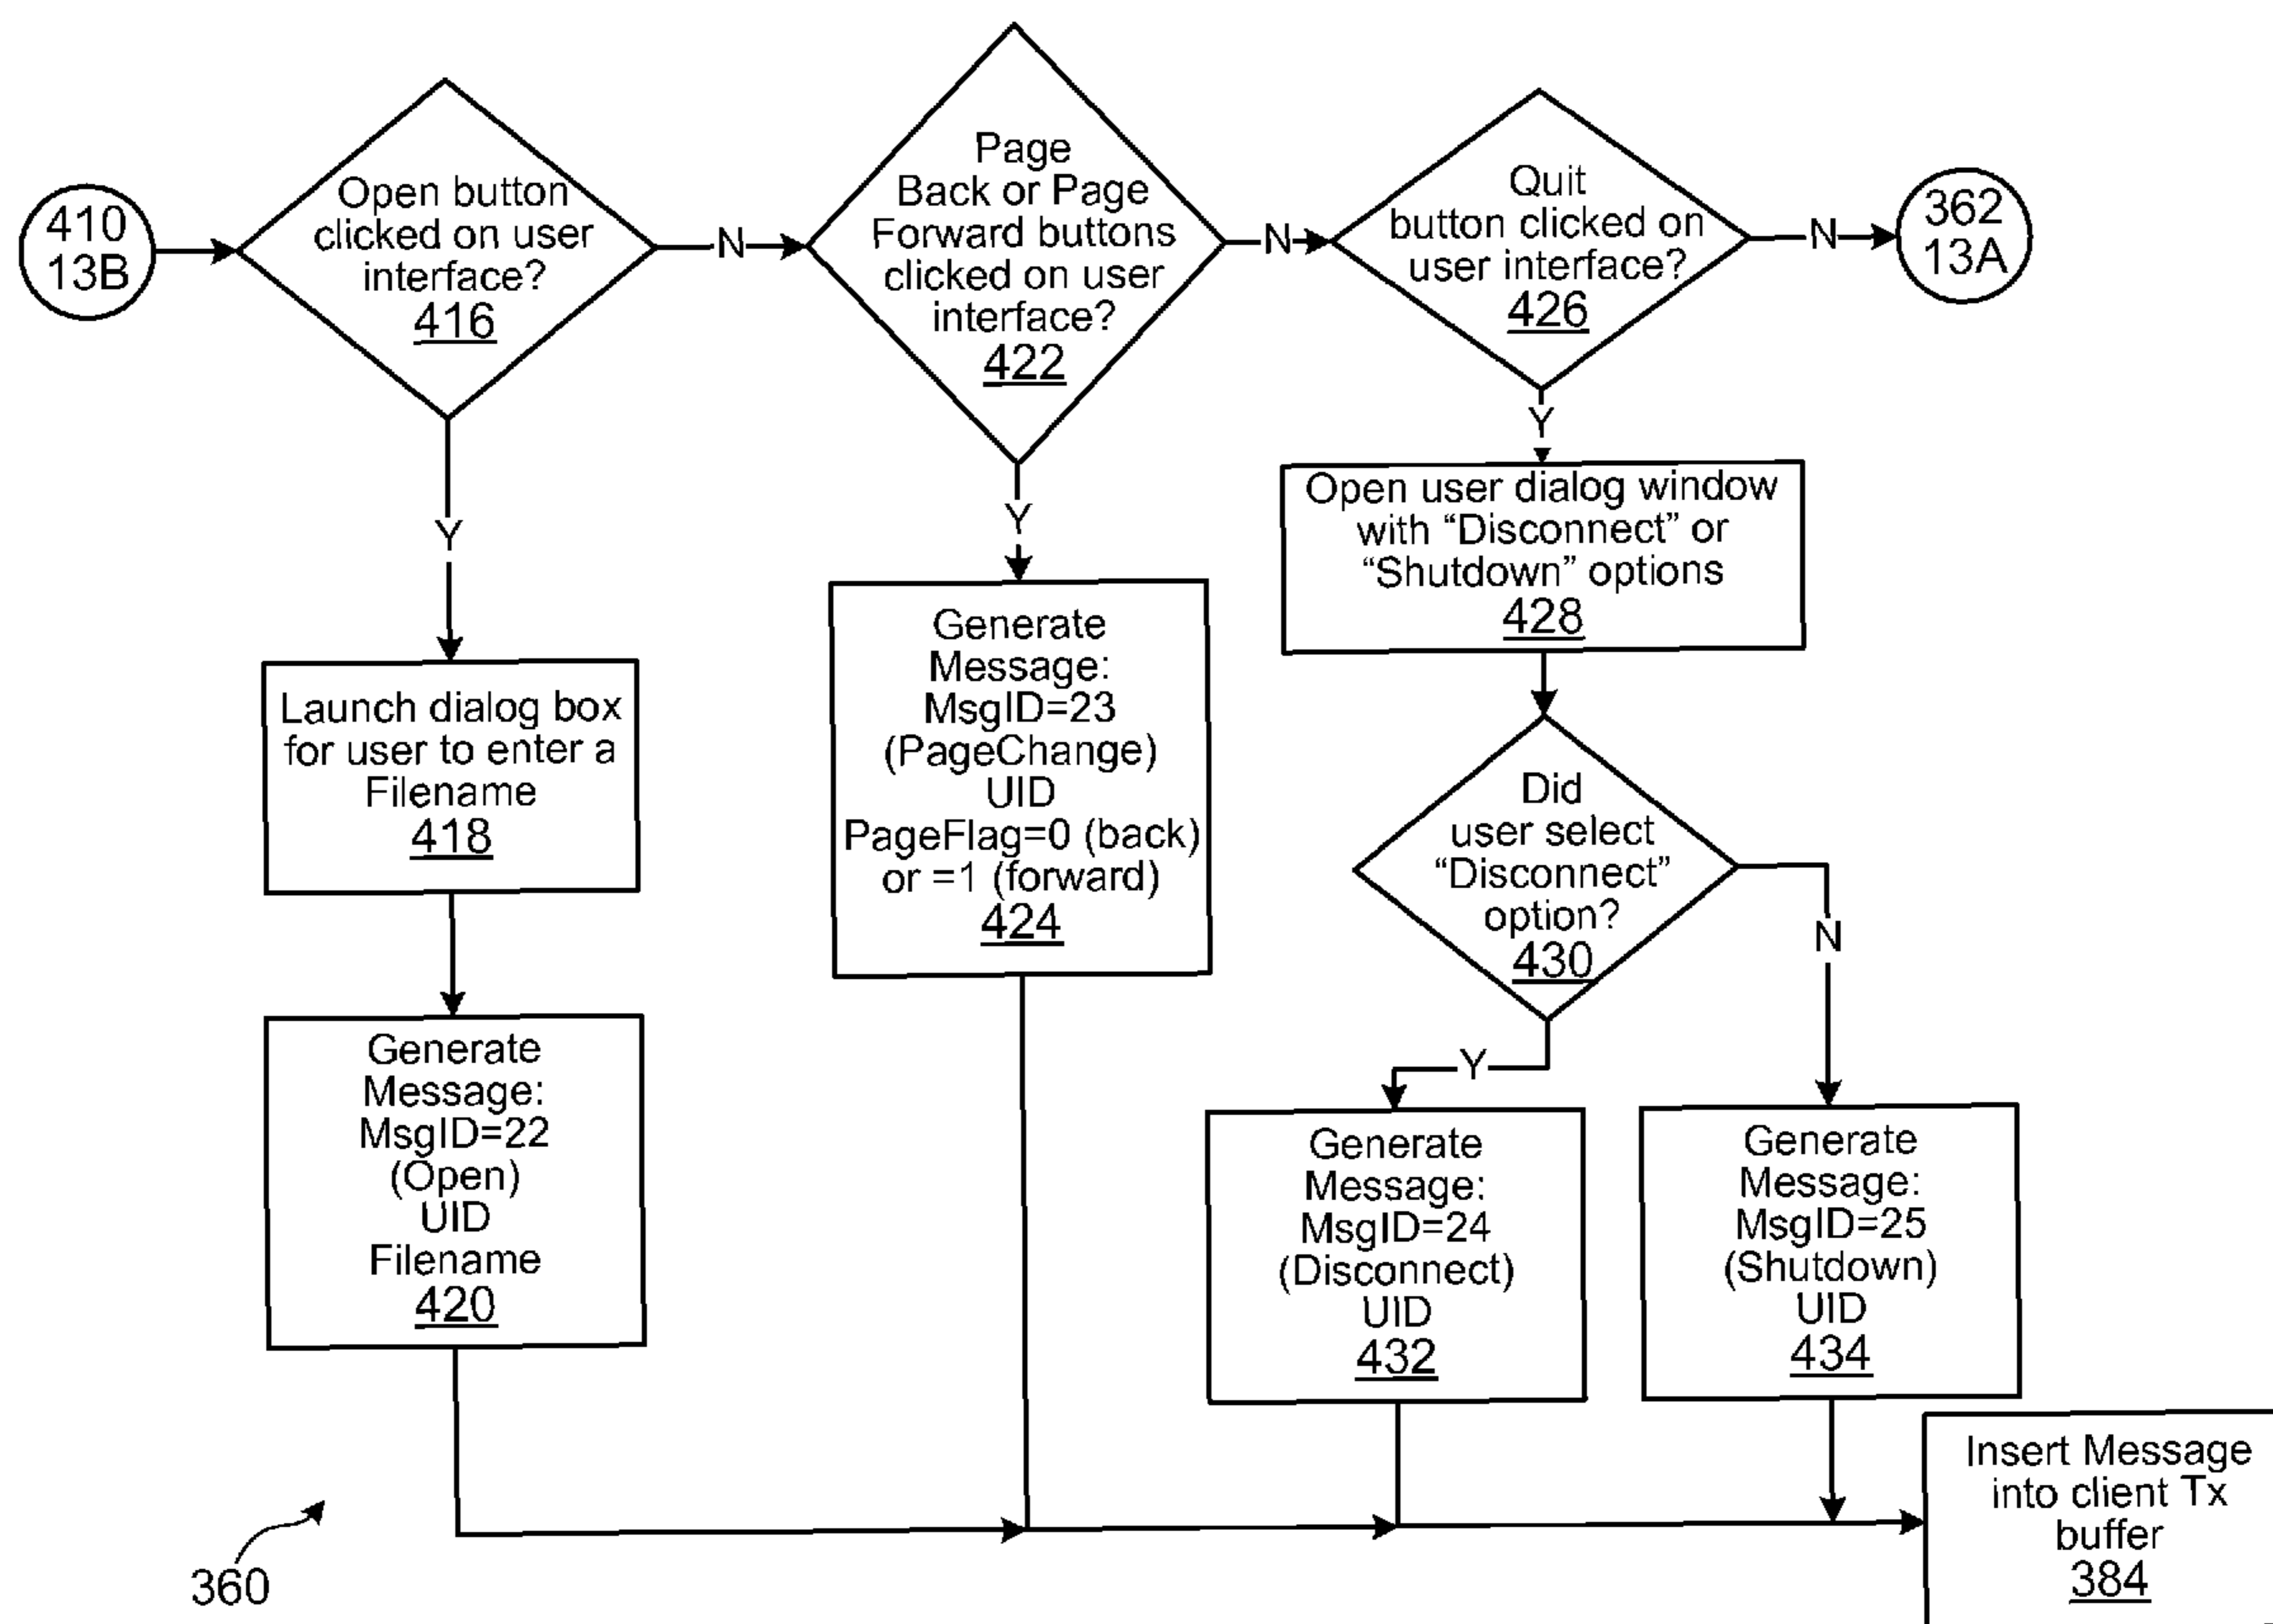 410
13B
Open button
clicked on user
interface?
416
N
Page
Back or Page
Forward buttons
clicked on user
interface?
422
N
Quit
button clicked on
user interface?
426
N
362
13A
Y
Launch dialog box
for user to enter a
Filename
418
Generate
Message:
MsgID=22
(Open)
UID
Filename
420
Y
Generate
Message:
MsgID=23
(PageChange)
UID
PageFlag=0 (back)
or =1 (forward)
424
Y
Open user dialog window
with “Disconnect” or
“Shutdown” options
428
Did
user select
“Disconnect”
option?
430
Y
N
Generate
Message:
MsgID=24
(Disconnect)
UID
432
Generate
Message:
MsgID=25
(Shutdown)
UID
434
Insert Message
into client Tx
buffer
384
360